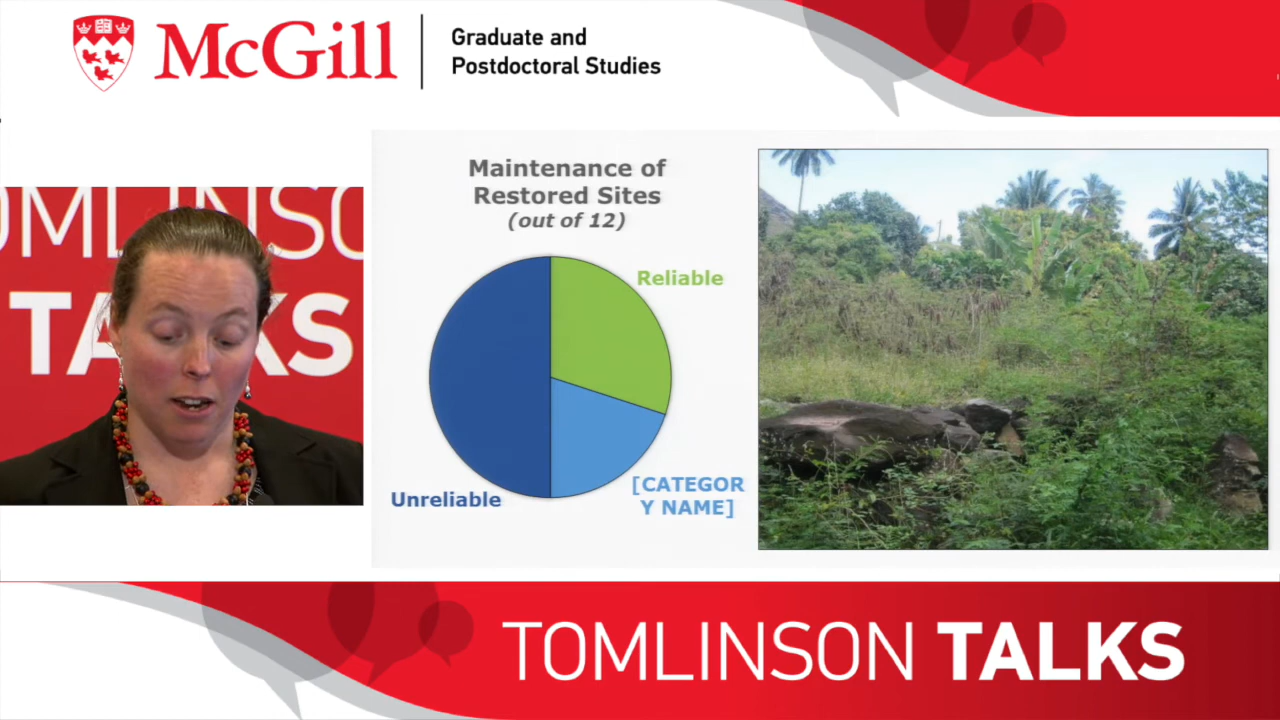 McGill
Graduate and
Postdoctoral Studies
OMLINSO
TALKS
Maintenance of
Restored Sites
(out of 12)
Reliable
[CATEGOR
Y NAME]
Unreliable
TOMLINSON TALKS